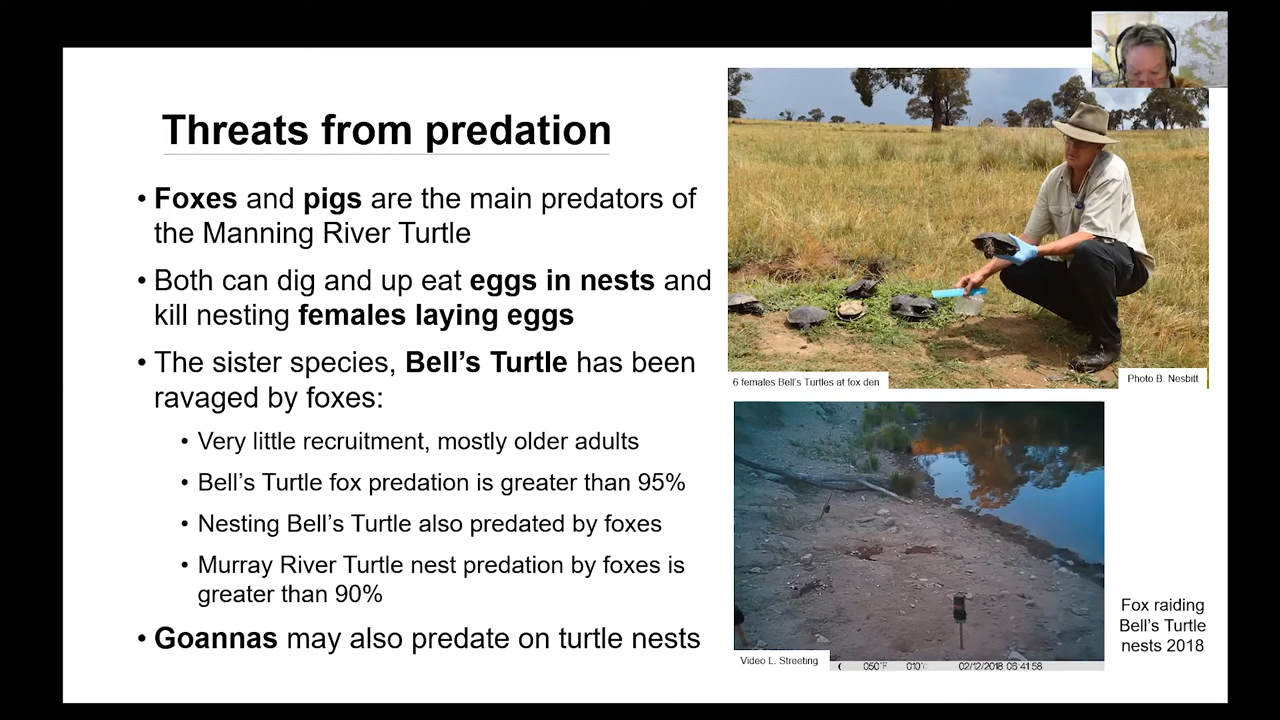 Threats from predation
• Foxes and pigs are the main predators of
the Manning River Turtle
• Both can dig and up eat eggs in nests and
kill nesting females laying eggs
• The sister species, Bell's Turtle has been
ravaged by foxes:
• Very little recruitment, mostly older adults
• Bell's Turtle fox predation is greater than 95%
• Nesting Bell's Turtle also predated by foxes
• Murray River Turtle nest predation by foxes is
greater than 90%
• Goannas may also predate on turtle nests
6 females Bell's Turtles at fox den
Photo B. Nesbitt
Video L. Streeting
050°F 010°C 02/12/2018 06:41:58
Fox raiding
Bell's Turtle
nests 2018